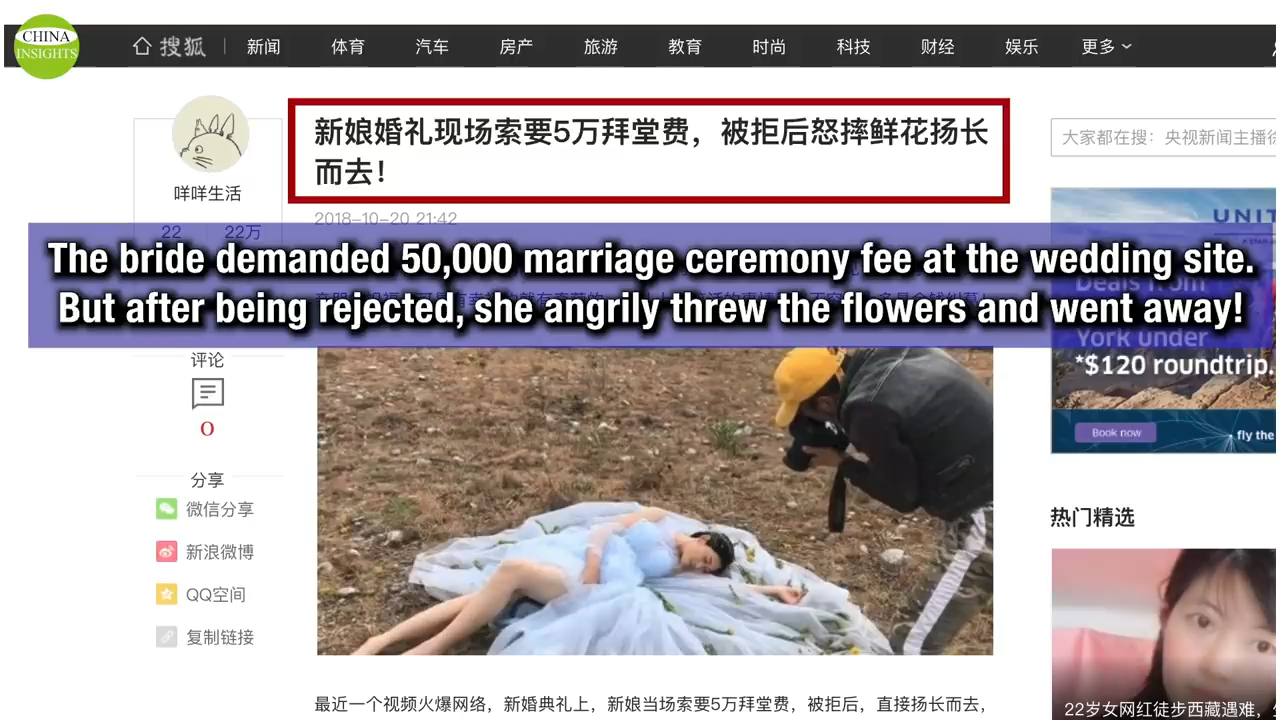 CHINA
INSIGHTS
搜狐
新闻 体育 汽车 房产 旅游 教育 时尚 科技 财经 娱乐 更多
咩咩生活
22 22万
新娘婚礼现场索要5万拜堂费，被拒后怒摔鲜花扬长
而去！
2018-10-20 21:42
大家都在搜：央视新闻主播
The bride demanded 50,000 marriage ceremony fee at the wedding site.
But after being rejected, she angrily threw the flowers and went away!
UNIT
Deals from
York under
*$120 roundtrip.
Book now
fly the
评论
0
分享
微信分享
新浪微博
QQ空间
复制链接
热门精选
22岁女网红徒步西藏遇难，
最近一个视频火爆网络，新婚典礼上，新娘当场索要5万拜堂费，被拒后，直接扬长而去，